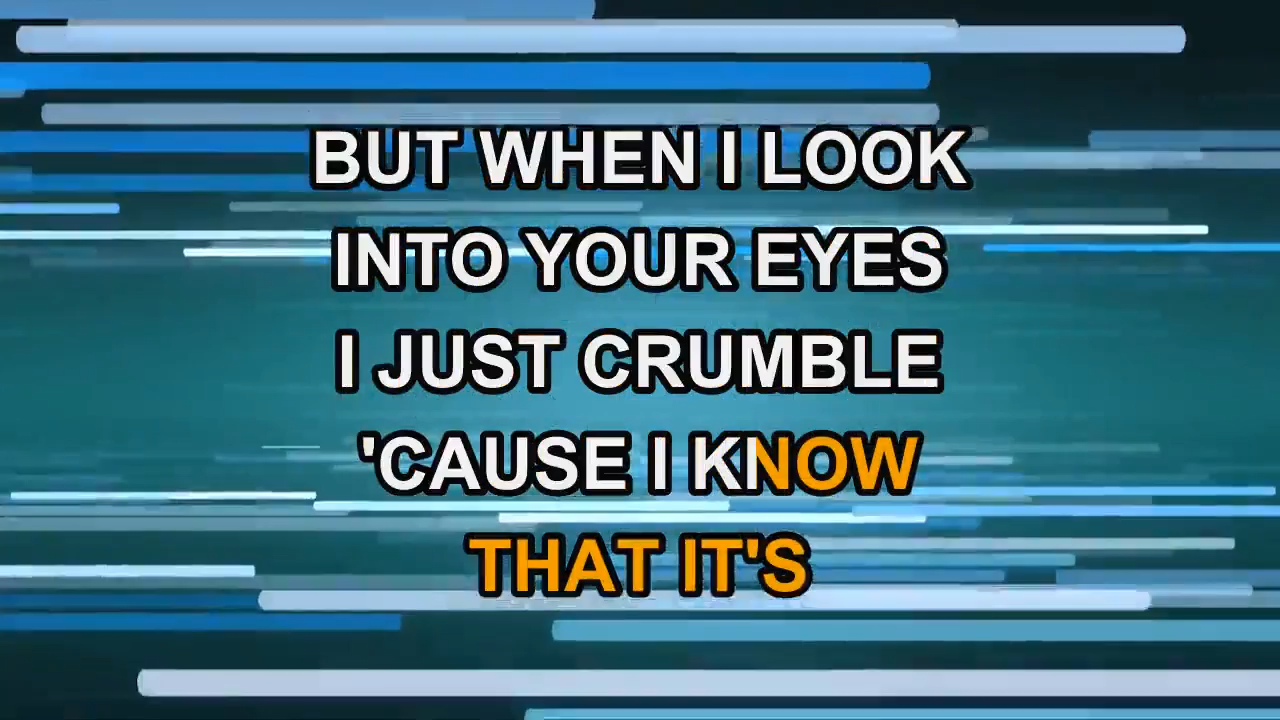 BUT WHEN I LOOK
INTO YOUR EYES
I JUST CRUMBLE
'CAUSE I KNOW
THAT IT'S